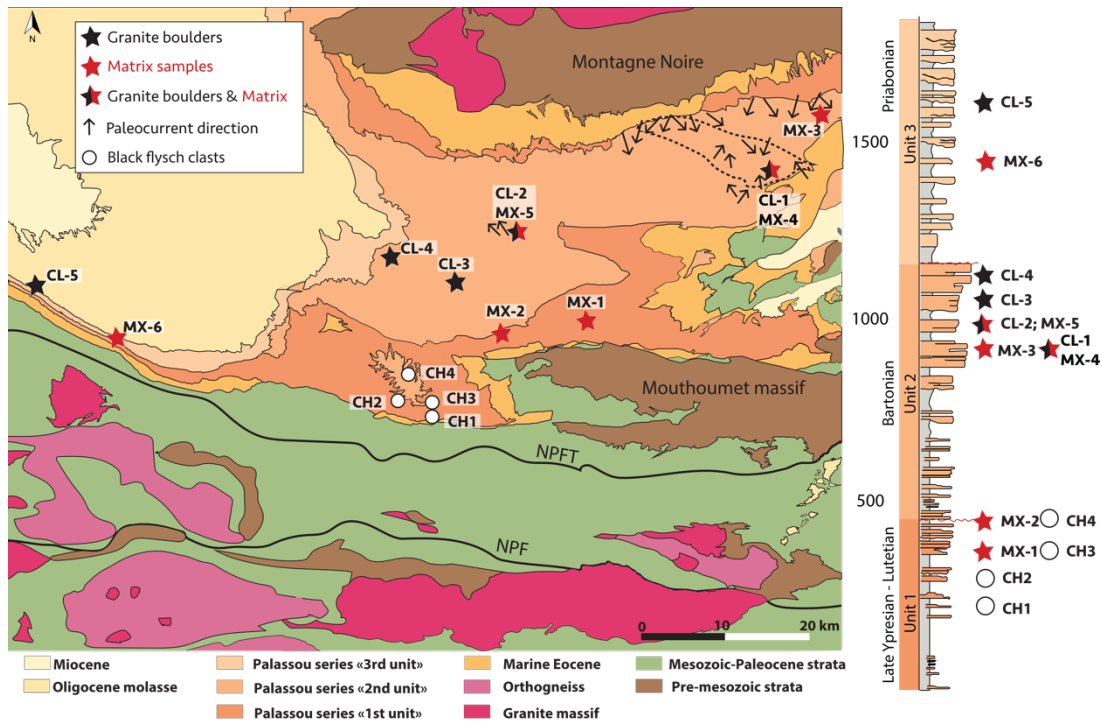 N
Granite boulders
Matrix samples
Granite boulders & Matrix
Paleocurrent direction
Black flysch clasts
Montagne Noire
MX-3
CL-2
MX-5
CL-1
MX-4
CL-4
CL-3
CL-5
MX-6
MX-2
MX-1
CH4
CH2
CH3
CH1
Mouthoumet massif
NPFT
NPF
0 10 20 km
Miocene
Oligocene molasse
Palassou series «3rd unit»
Palassou series «2nd unit»
Palassou series «1st unit»
Marine Eocene
Orthogneiss
Granite massif
Mesozoic-Paleocene strata
Pre-mesozoic strata
Priabonian
Bartonian
Late Ypresian - Lutetian
1500
1000
500
Unit 3
Unit 2
Unit 1
CL-5
MX-6
CL-4
CL-3
CL-2; MX-5
MX-3
CL-1
MX-4
MX-2 CH4
MX-1 CH3
CH2
CH1